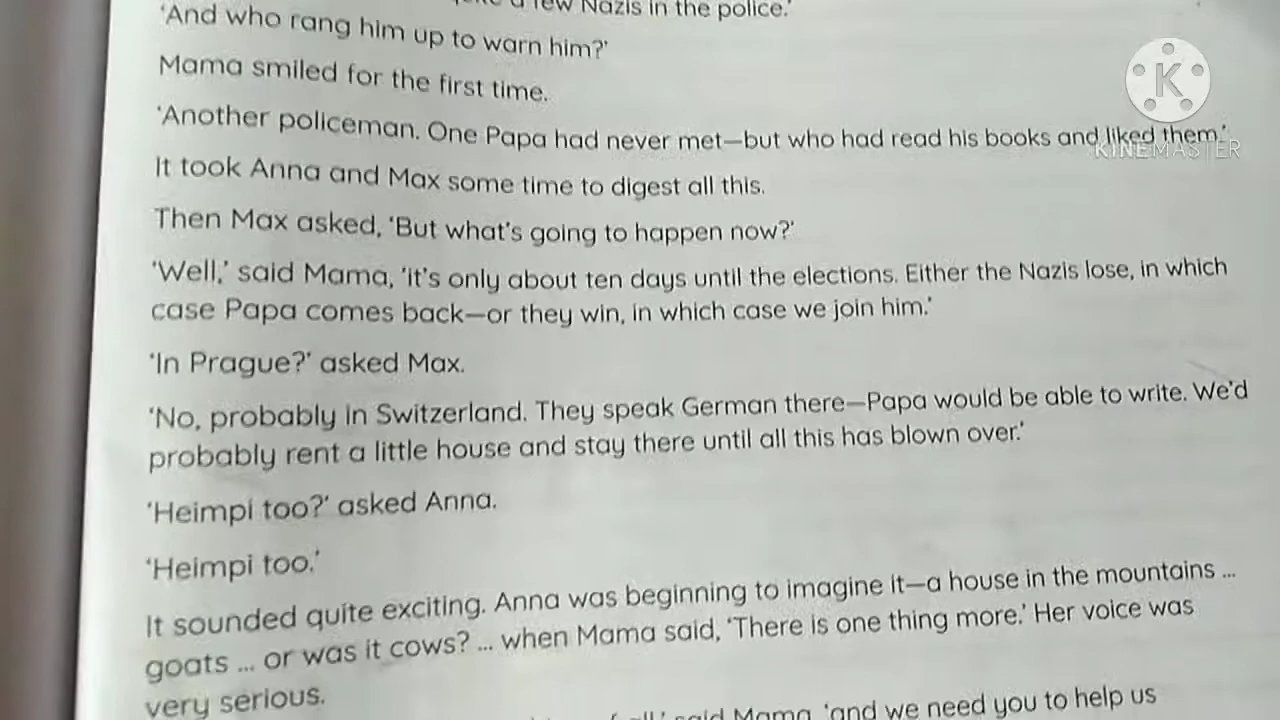 a few Nazis in the police.'
'And who rang him up to warn him?'
Mama smiled for the first time.
'Another policeman. One Papa had never met—but who had read his books and liked them.'
It took Anna and Max some time to digest all this.
Then Max asked, 'But what's going to happen now?'
'Well,' said Mama, 'it's only about ten days until the elections. Either the Nazis lose, in which
case Papa comes back—or they win, in which case we join him.'
'In Prague?' asked Max.
'No, probably in Switzerland. They speak German there—Papa would be able to write. We'd
probably rent a little house and stay there until all this has blown over.'
'Heimpi too?' asked Anna.
'Heimpi too.'
It sounded quite exciting. Anna was beginning to imagine it—a house in the mountains ...
goats ... or was it cows? ... when Mama said, 'There is one thing more.' Her voice was
very serious.
said Mama, 'and we need you to help us
K
KINEMASTER